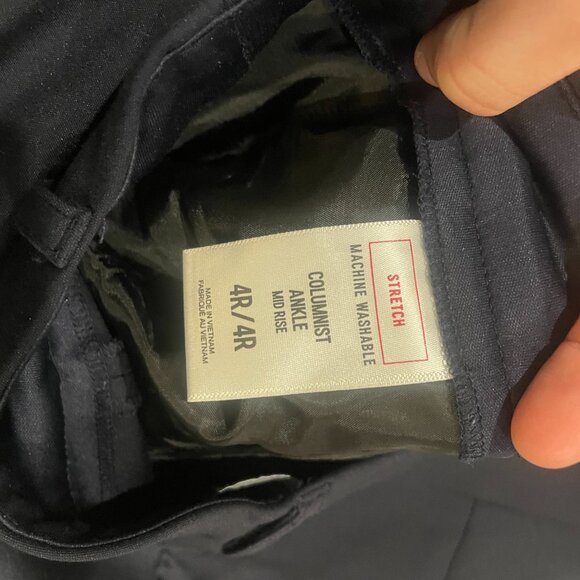 STRETCH
MACHINE WASHABLE
COLUMNIST
ANKLE
MID RISE
4R/4R
MADE IN VIETNAM
FABRIQUÉ AU VIETNAM